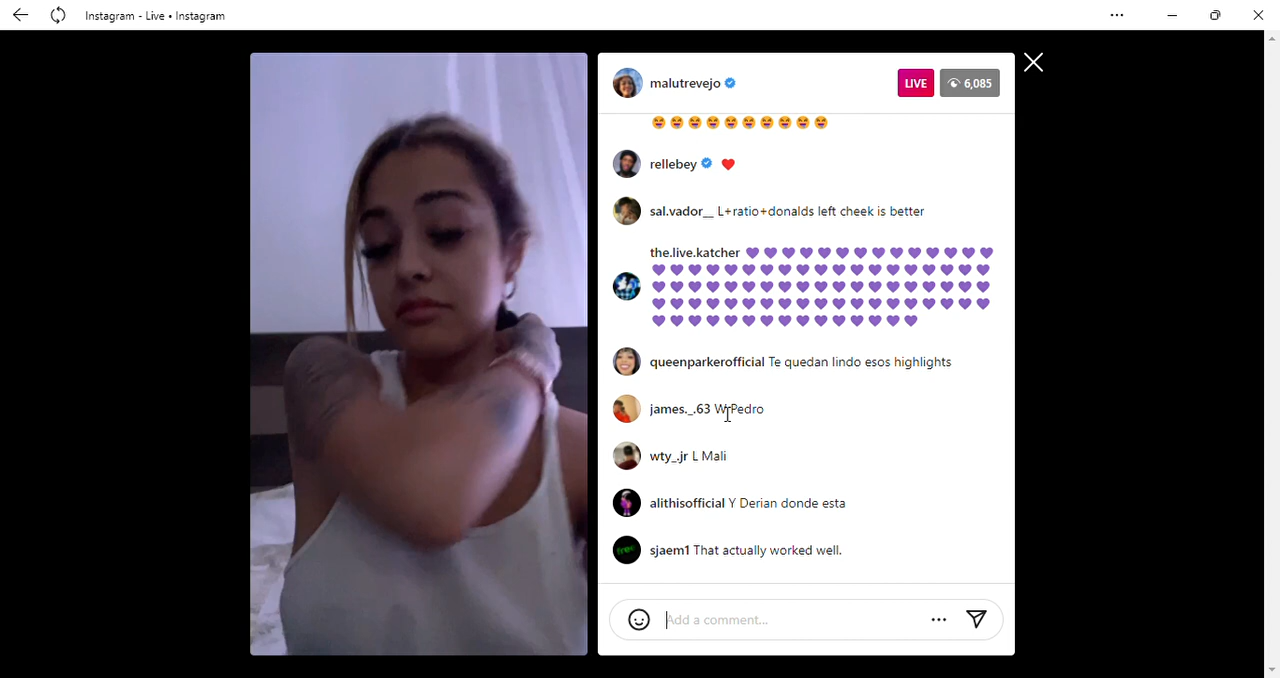 Instagram - Live • Instagram
malutrevejo
LIVE
6,085
😆😆😆😆😆😆😆😆😆😆
rellebey ❤️
sal.vador__ L+ratio+donalds left cheek is better
the.live.katcher 💜💜💜💜💜💜💜💜💜💜💜💜💜💜
💜💜💜💜💜💜💜💜💜💜💜💜💜💜💜💜💜💜💜
💜💜💜💜💜💜💜💜💜💜💜💜💜💜💜💜💜💜💜
💜💜💜💜💜💜💜💜💜💜💜💜💜💜💜💜💜💜💜
💜💜💜💜💜💜💜💜💜💜💜💜💜💜💜
queenparkerofficial Te quedan lindo esos highlights
james._.63 W Pedro
wty_.jr L Mali
alithisofficial Y Derian donde esta
free
sjaem1 That actually worked well.
Add a comment...